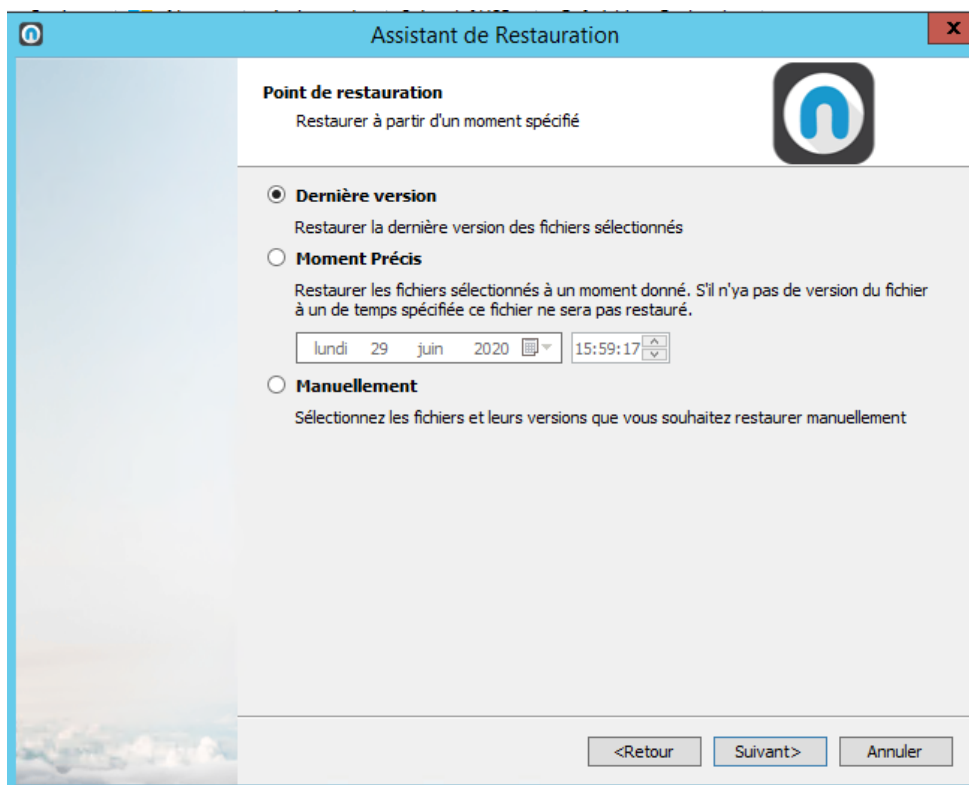 Assistant de Restauration
x
Point de restauration
Restaurer à partir d'un moment spécifié
Dernière version
Restaurer la dernière version des fichiers sélectionnés
Moment Précis
Restaurer les fichiers sélectionnés à un moment donné. S'il n'ya pas de version du fichier
à un de temps spécifiée ce fichier ne sera pas restauré.
lundi 29 juin 2020 15:59:17
Manuellement
Sélectionnez les fichiers et leurs versions que vous souhaitez restaurer manuellement
<Retour Suivant> Annuler